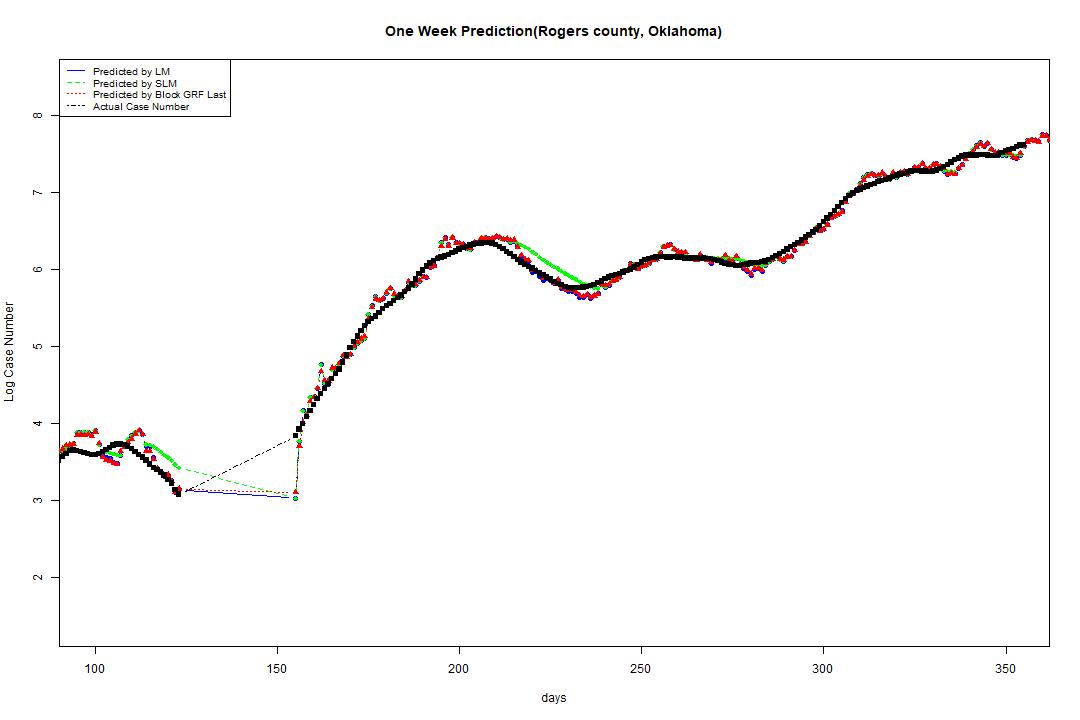 One Week Prediction(Rogers county, Oklahoma)
Predicted by LM
Predicted by SLM
Predicted by Block GRF Last
Actual Case Number
8
7
6
5
4
3
2
Log Case Number
100 150 200 250 300 350
days